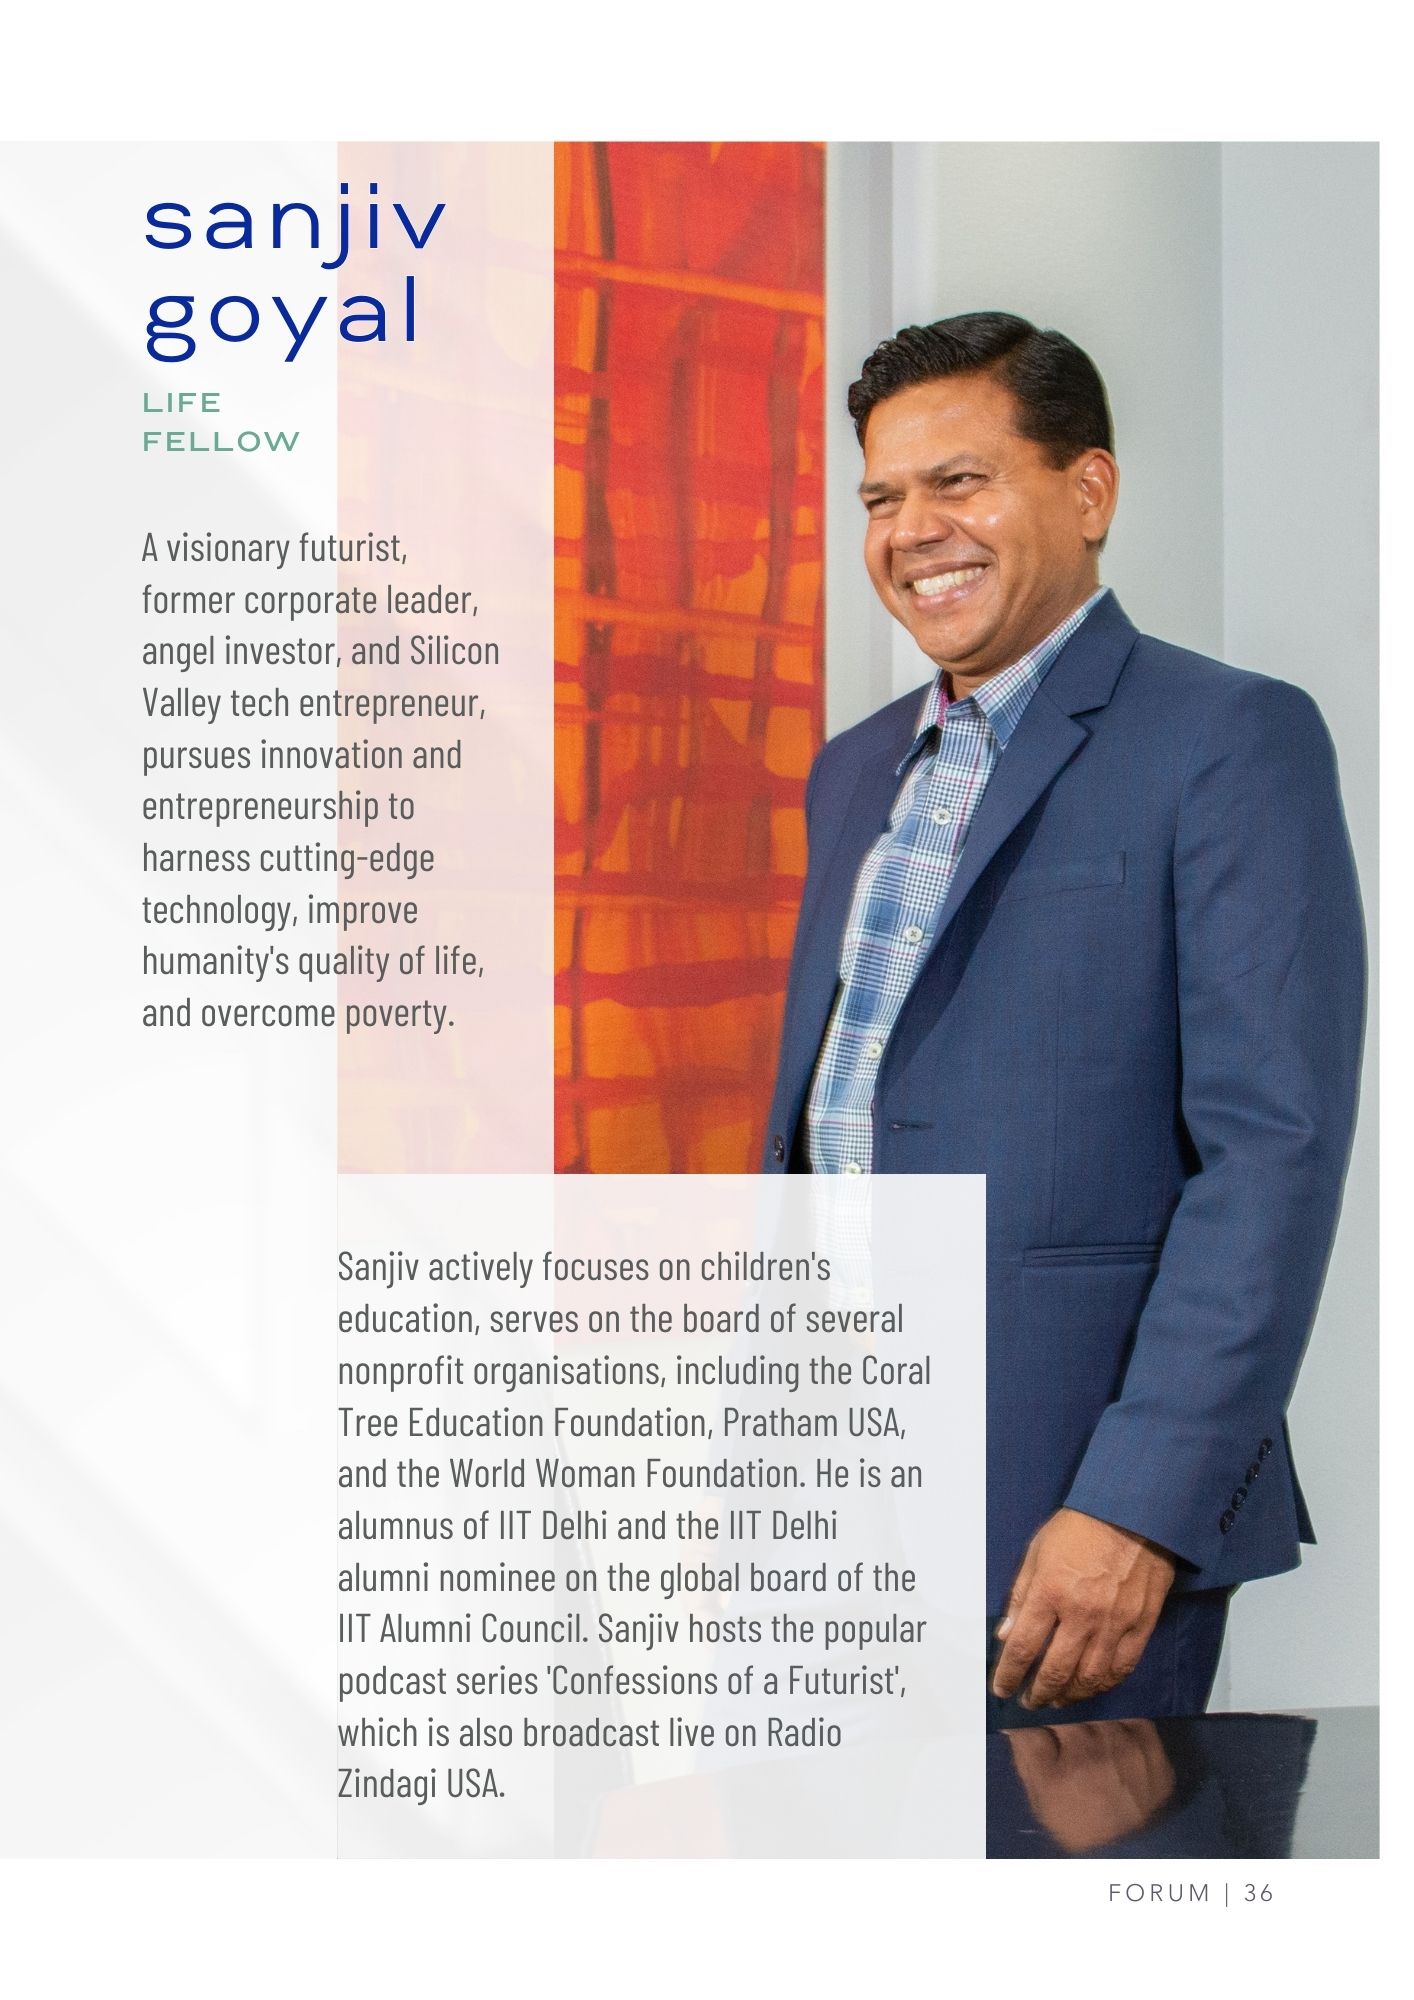 sanjiv
goyal
LIFE
FELLOW
A visionary futurist,
former corporate leader,
angel investor, and Silicon
Valley tech entrepreneur,
pursues innovation and
entrepreneurship to
harness cutting-edge
technology, improve
humanity's quality of life,
and overcome poverty.
Sanjiv actively focuses on children's
education, serves on the board of several
nonprofit organisations, including the Coral
Tree Education Foundation, Pratham USA,
and the World Woman Foundation. He is an
alumnus of IIT Delhi and the IIT Delhi
alumni nominee on the global board of the
IIT Alumni Council. Sanjiv hosts the popular
podcast series 'Confessions of a Futurist',
which is also broadcast live on Radio
Zindagi USA.
FORUM | 36